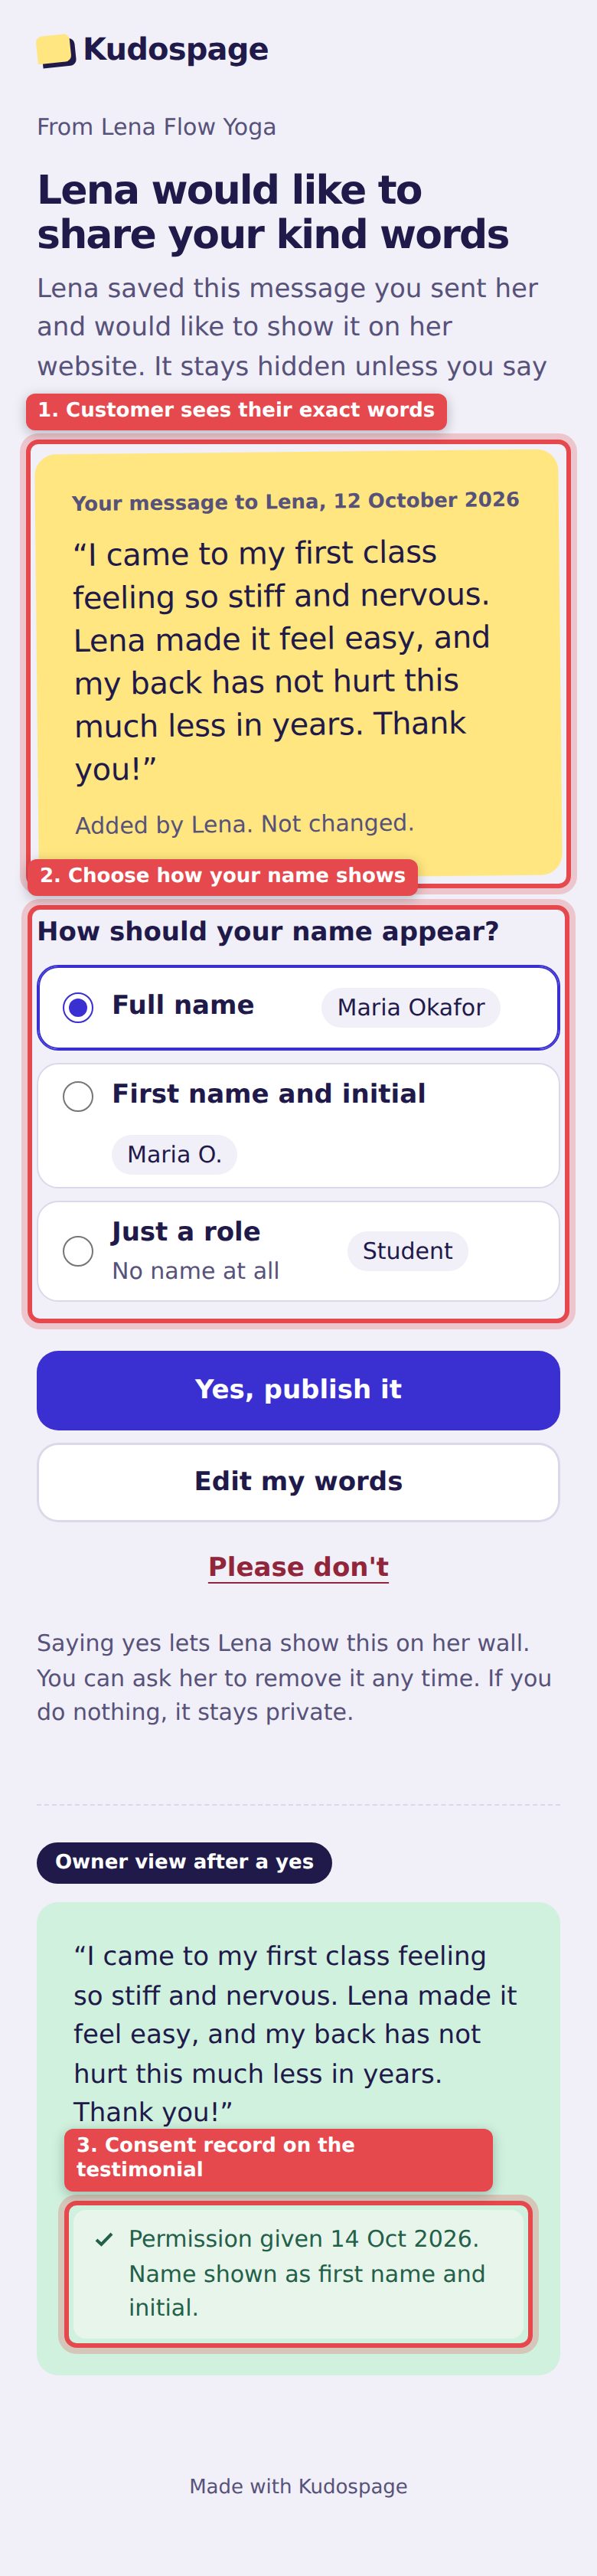 Kudospage
From Lena Flow Yoga
Lena would like to
share your kind words
Lena saved this message you sent her
and would like to show it on her
website. It stays hidden unless you say
1. Customer sees their exact words
Your message to Lena, 12 October 2026
“I came to my first class
feeling so stiff and nervous.
Lena made it feel easy, and
my back has not hurt this
much less in years. Thank
you!”
Added by Lena. Not changed.
2. Choose how your name shows
How should your name appear?
Full name Maria Okafor
First name and initial
Maria O.
Just a role
Student
No name at all
Yes, publish it
Edit my words
Please don't
Saying yes lets Lena show this on her wall.
You can ask her to remove it any time. If you
do nothing, it stays private.
Owner view after a yes
“I came to my first class feeling
so stiff and nervous. Lena made it
feel easy, and my back has not
hurt this much less in years.
Thank you!”
3. Consent record on the
testimonial
Permission given 14 Oct 2026.
Name shown as first name and
initial.
Made with Kudospage